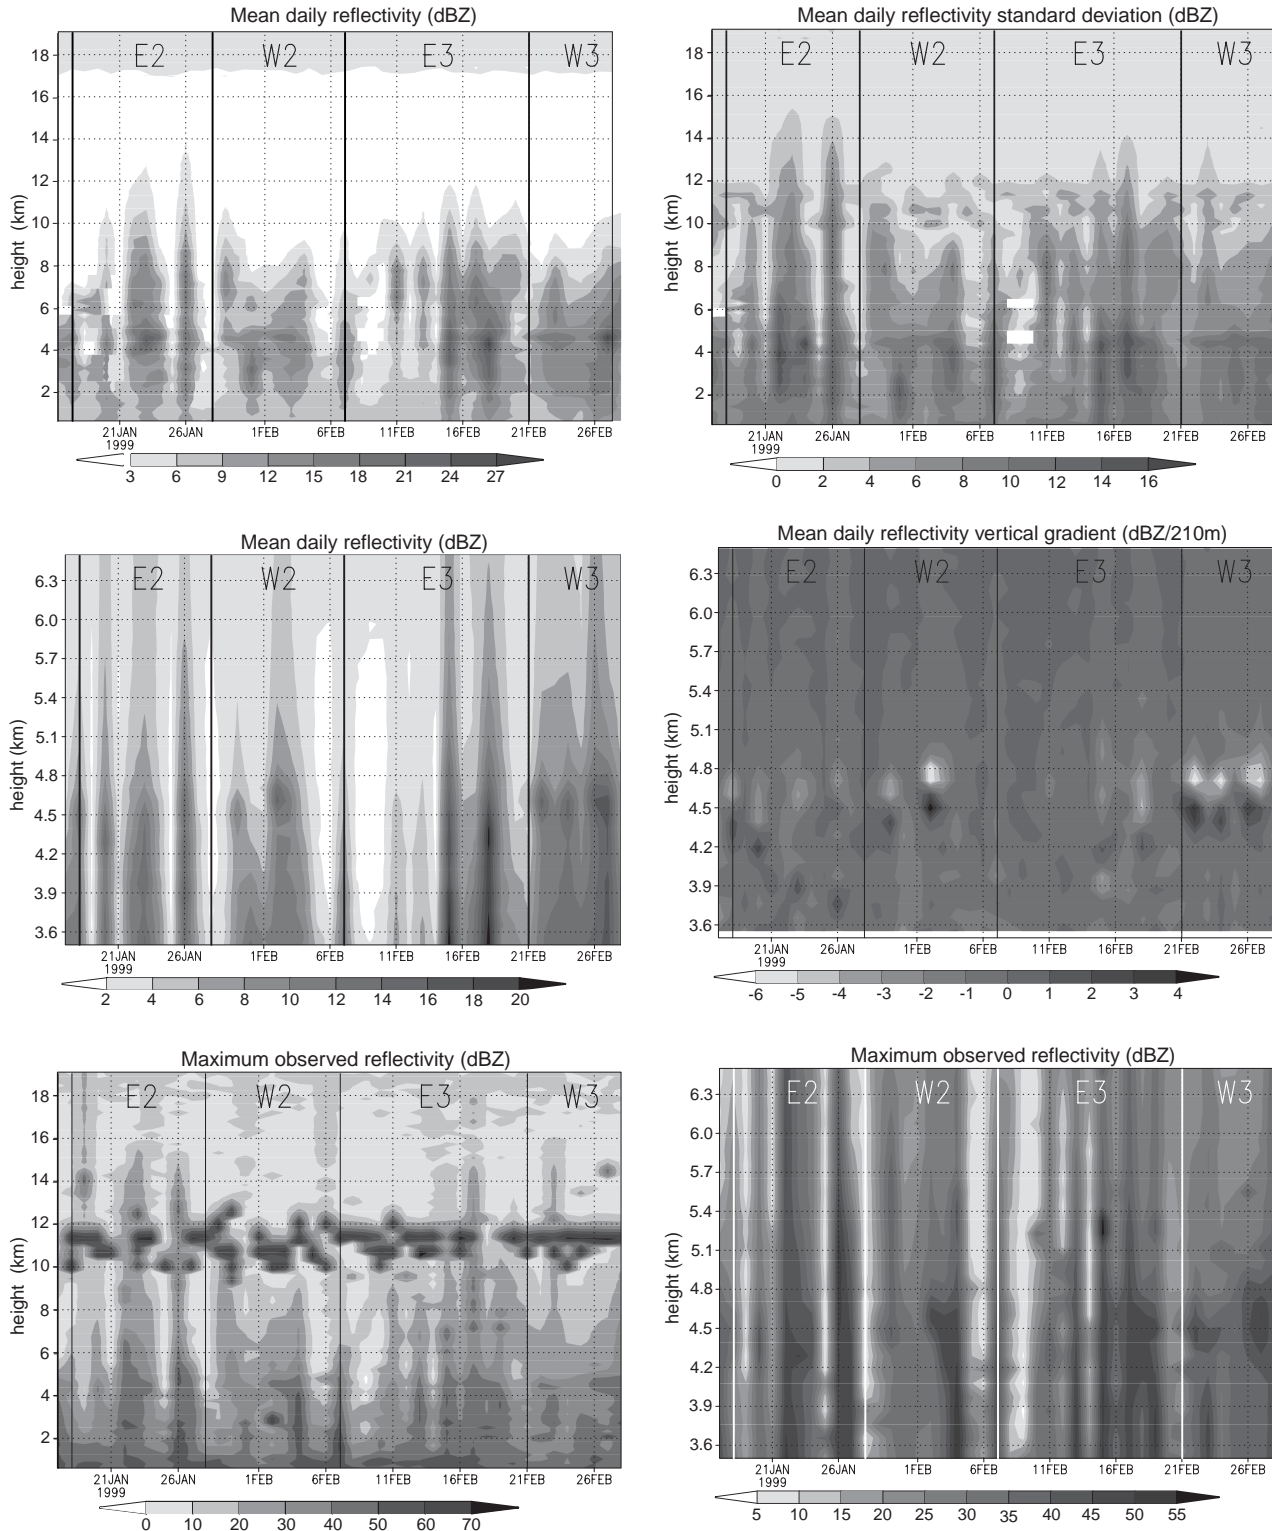 Mean daily reflectivity (dBZ)
E2 W2 E3 W3
18
16
14
12
10
8
6
4
2
height (km)
21JAN 26JAN 1FEB 6FEB 11FEB 16FEB 21FEB 26FEB
1999
3 6 9 12 15 18 21 24 27
Mean daily reflectivity standard deviation (dBZ)
E2 W2 E3 W3
18
16
14
12
10
8
6
4
2
height (km)
21JAN 26JAN 1FEB 6FEB 11FEB 16FEB 21FEB 26FEB
1999
0 2 4 6 8 10 12 14 16
Mean daily reflectivity (dBZ)
E2 W2 E3 W3
6.3
6.0
5.7
5.4
5.1
4.8
4.5
4.2
3.9
3.6
height (km)
21JAN 26JAN 1FEB 6FEB 11FEB 16FEB 21FEB 26FEB
1999
2 4 6 8 10 12 14 16 18 20
Mean daily reflectivity vertical gradient (dBZ/210m)
E2 W2 E3 W3
6.3
6.0
5.7
5.4
5.1
4.8
4.5
4.2
3.9
3.6
height (km)
21JAN 26JAN 1FEB 6FEB 11FEB 16FEB 21FEB 26FEB
1999
-6 -5 -4 -3 -2 -1 0 1 2 3 4
Maximum observed reflectivity (dBZ)
E2 W2 E3 W3
18
16
14
12
10
8
6
4
2
height (km)
21JAN 26JAN 1FEB 6FEB 11FEB 16FEB 21FEB 26FEB
1999
0 10 20 30 40 50 60 70
Maximum observed reflectivity (dBZ)
E2 W2 E3 W3
6.3
6.0
5.7
5.4
5.1
4.8
4.5
4.2
3.9
3.6
height (km)
21JAN 26JAN 1FEB 6FEB 11FEB 16FEB 21FEB 26FEB
1999
5 10 15 20 25 30 35 40 45 50 55